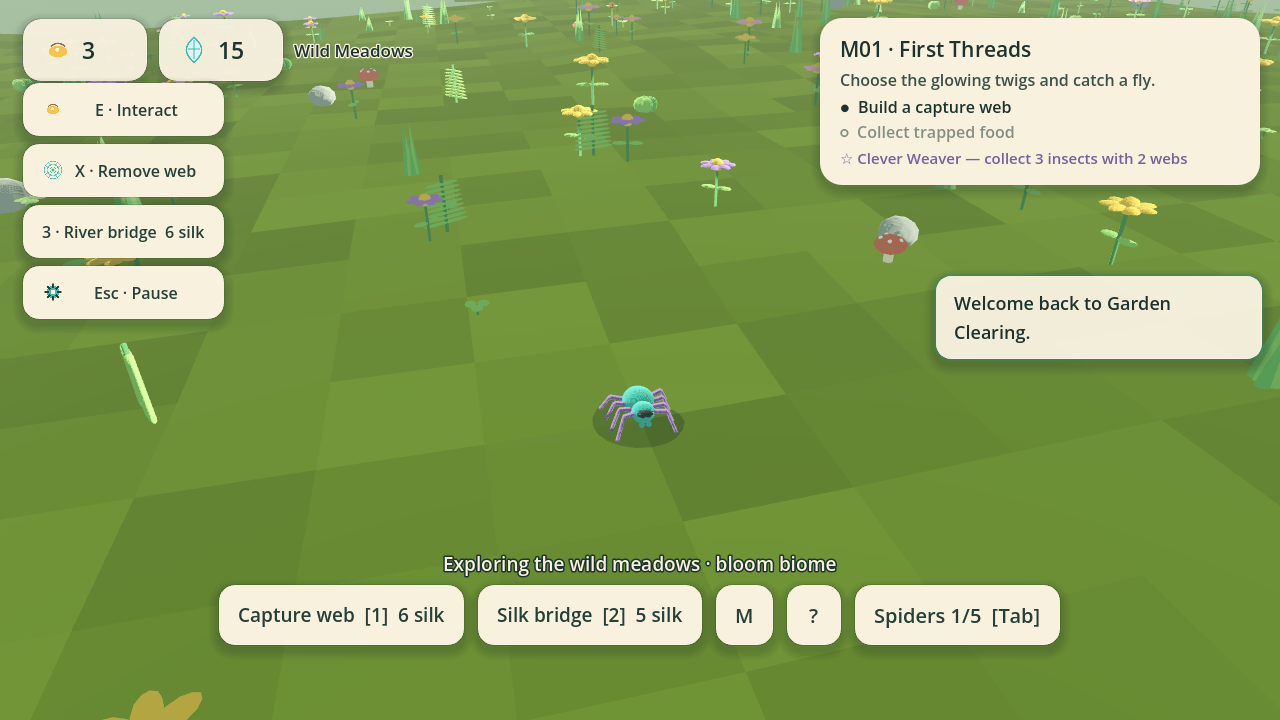 3
15
Wild Meadows
E · Interact
X · Remove web
3 · River bridge 6 silk
Esc · Pause
M01 · First Threads
Choose the glowing twigs and catch a fly.
● Build a capture web
○ Collect trapped food
☆ Clever Weaver — collect 3 insects with 2 webs
Welcome back to Garden
Clearing.
Exploring the wild meadows · bloom biome
Capture web [1] 6 silk
Silk bridge [2] 5 silk
M
?
Spiders 1/5 [Tab]